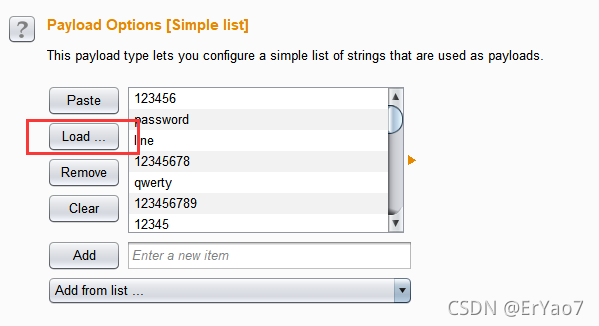 ?
Payload Options [Simple list]
This payload type lets you configure a simple list of strings that are used as payloads.
Paste
Load ...
Remove
Clear
123456
password
line
12345678
qwerty
123456789
12345
Add
Enter a new item
Add from list ...
CSDN @ErYao7